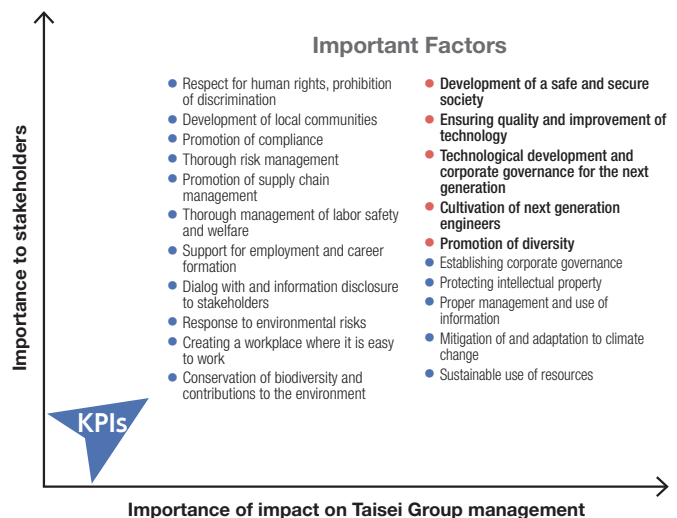 Important Factors
Respect for human rights, prohibition
of discrimination
Development of local communities
Promotion of compliance
Thorough risk management
Promotion of supply chain
management
Thorough management of labor safety
and welfare
Support for employment and career
formation
Dialog with and information disclosure
to stakeholders
Response to environmental risks
Creating a workplace where it is easy
to work
Conservation of biodiversity and
contributions to the environment
Development of a safe and secure
society
Ensuring quality and improvement of
technology
Technological development and
corporate governance for the next
generation
Cultivation of next generation
engineers
Promotion of diversity
Establishing corporate governance
Protecting intellectual property
Proper management and use of
information
Mitigation of and adaptation to climate
change
Sustainable use of resources
Importance to stakeholders
KPIs
Importance of impact on Taisei Group management